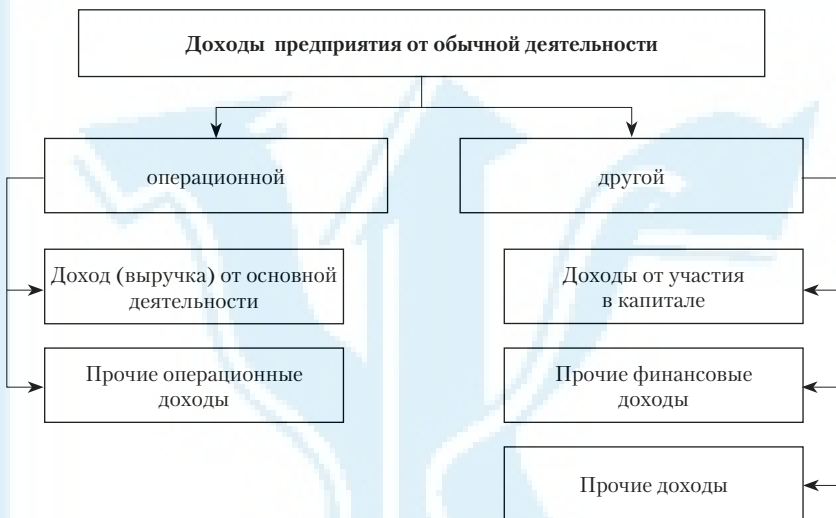 Доходы предприятия от обычной деятельности
операционной
другой
Доход (выручка) от основной
деятельности
Доходы от участия
в капитале
Прочие операционные
доходы
Прочие финансовые
доходы
Прочие доходы